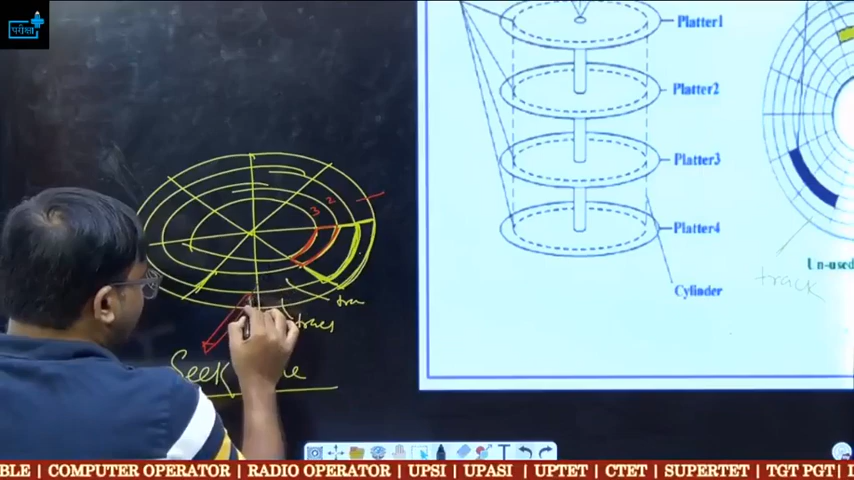 परीक्षा
Platter1
Platter2
Platter3
Platter4
Cylinder
Un-used
track
3 2
Seek
BLE | COMPUTER OPERATOR | RADIO OPERATOR | UPSI | UPASI | UPTET | CTET | SUPERTET | TGT PGT |